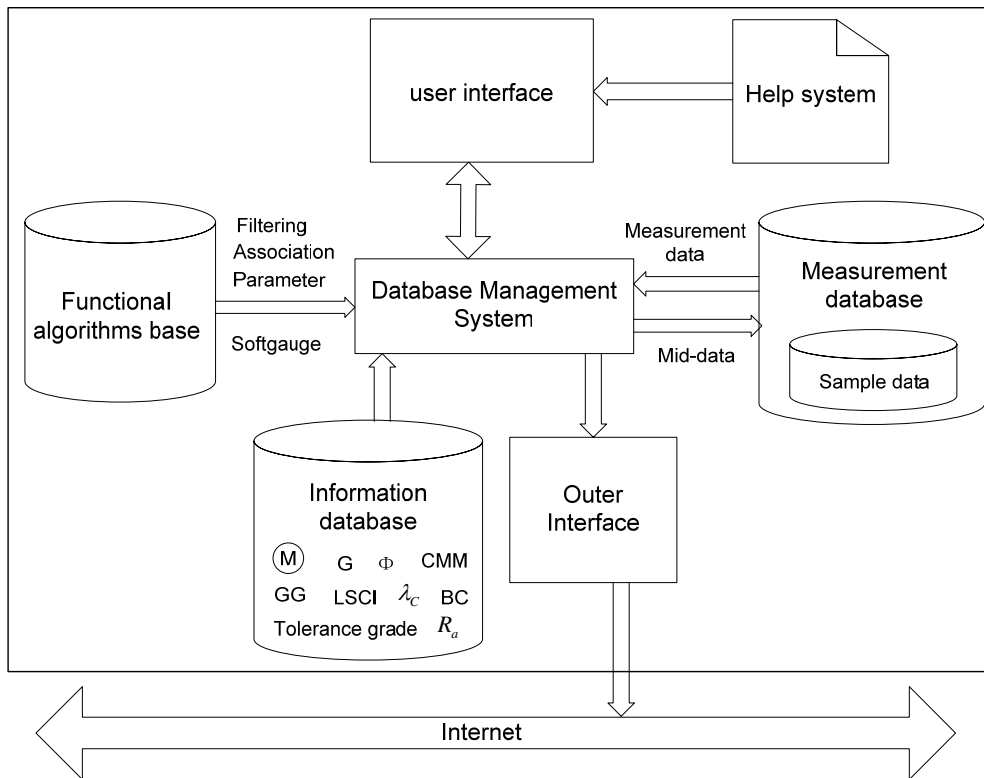 user interface
Help system
Filtering
Association
Parameter
Softgauge
Functional
algorithms base
Database Management
System
Measurement
data
Mid-data
Measurement
database
Sample data
Information
database
M G Φ CMM
GG LSCI λC BC
Tolerance grade Ra
Outer
Interface
Internet